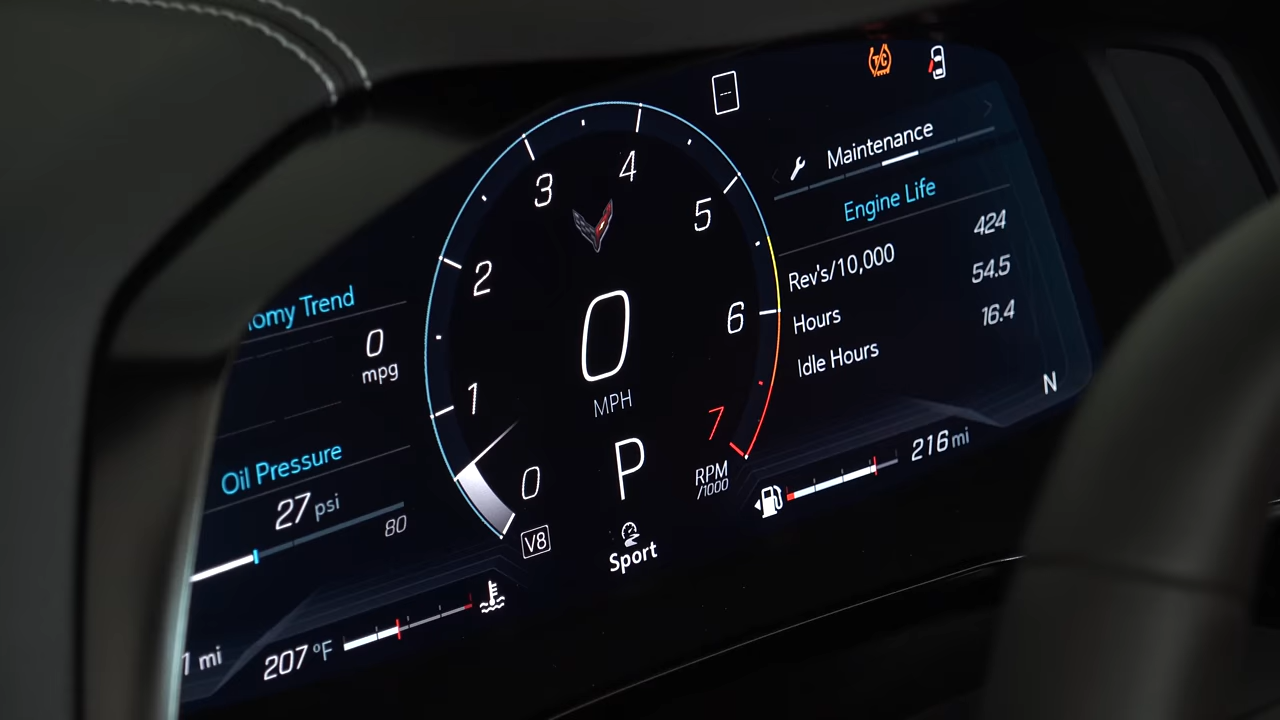 TC
Maintenance
Engine Life
Rev's/10,000 424
Hours 54.5
Idle Hours 16.4
N
216 mi
0 1 2 3 4 5 6 7
RPM
/1000
0
MPH
P
Sport
V8
Trend
0
mpg
Oil Pressure
27 psi
80
1 mi
207 °F